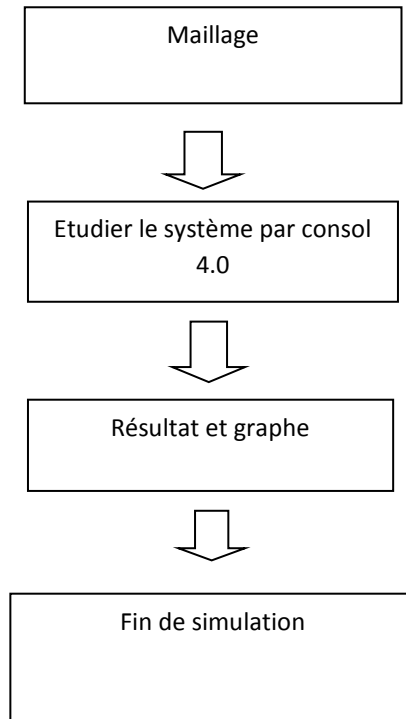 Maillage
Etudier le système par consol
4.0
Résultat et graphe
Fin de simulation